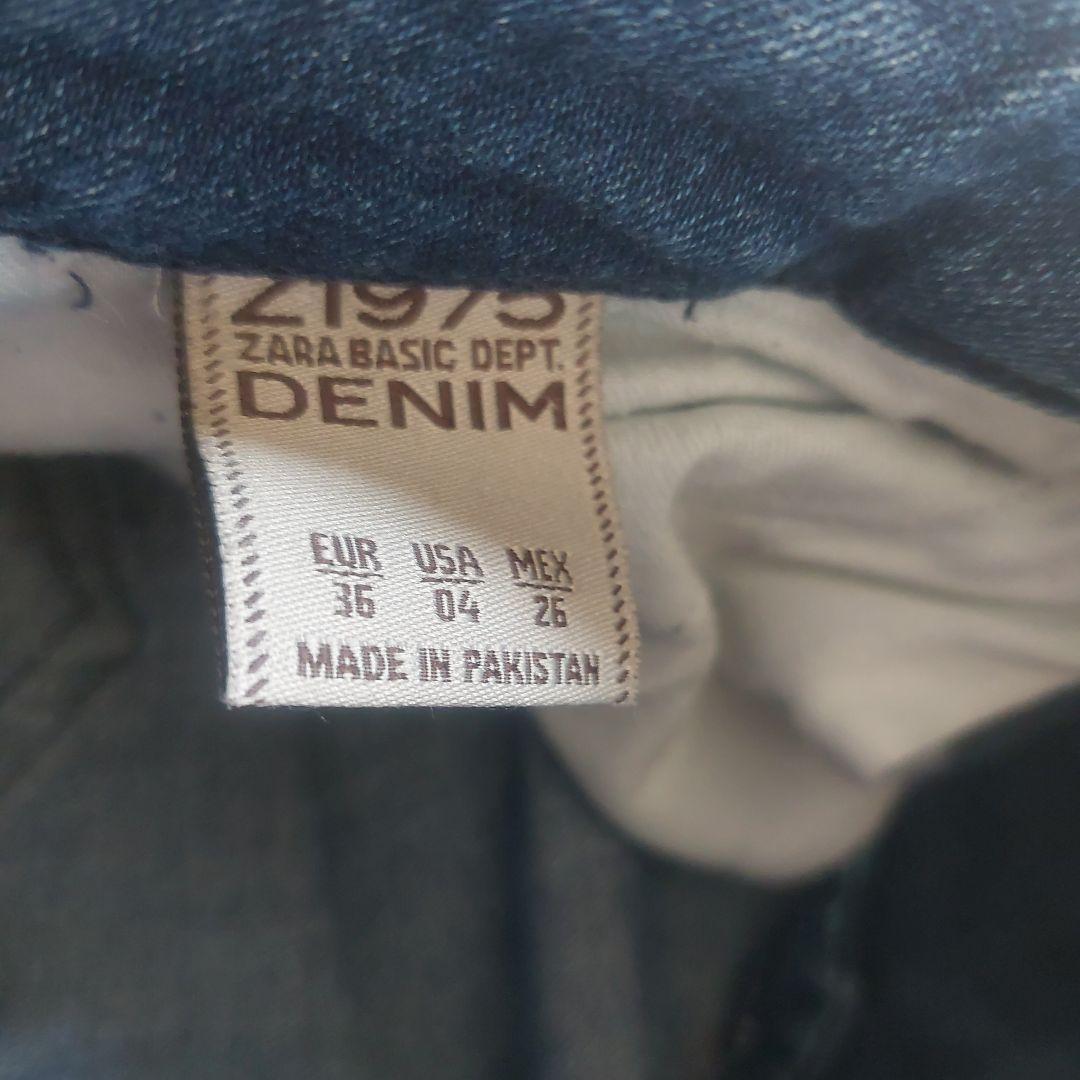 Z1975
ZARA BASIC DEPT.
DENIM
EUR USA MEX
36 04 26
MADE IN PAKISTAN